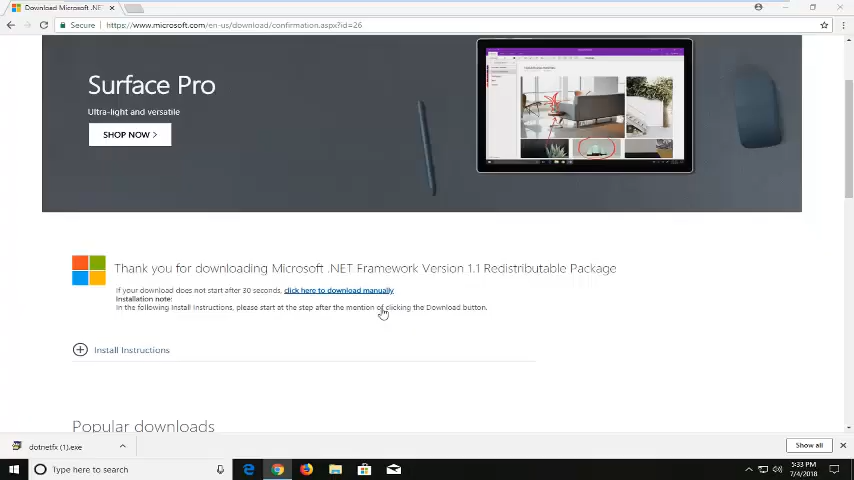 Download Microsoft .NET
Secure
https://www.microsoft.com/en-us/download/confirmation.aspx?id=26
Surface Pro
Ultra-light and versatile
SHOP NOW
Thank you for downloading Microsoft .NET Framework Version 1.1 Redistributable Package
If your download does not start after 30 seconds, click here to download manually
Installation note:
In the following Install Instructions, please start at the step after the mention of clicking the Download button.
Install Instructions
Popular downloads
dotnetfx (1).exe
Show all
Type here to search
5:33 PM
7/4/2018